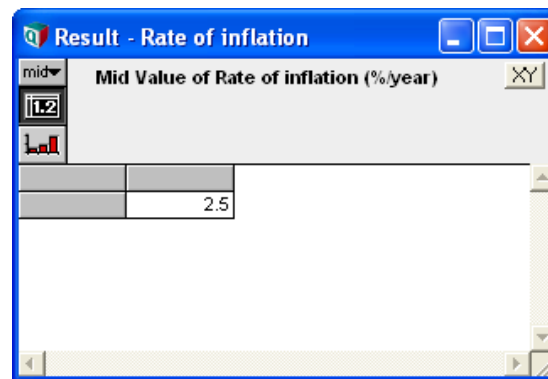 Result - Rate of inflation
mid
Mid Value of Rate of inflation (%/year)
XY
1.2
2.5